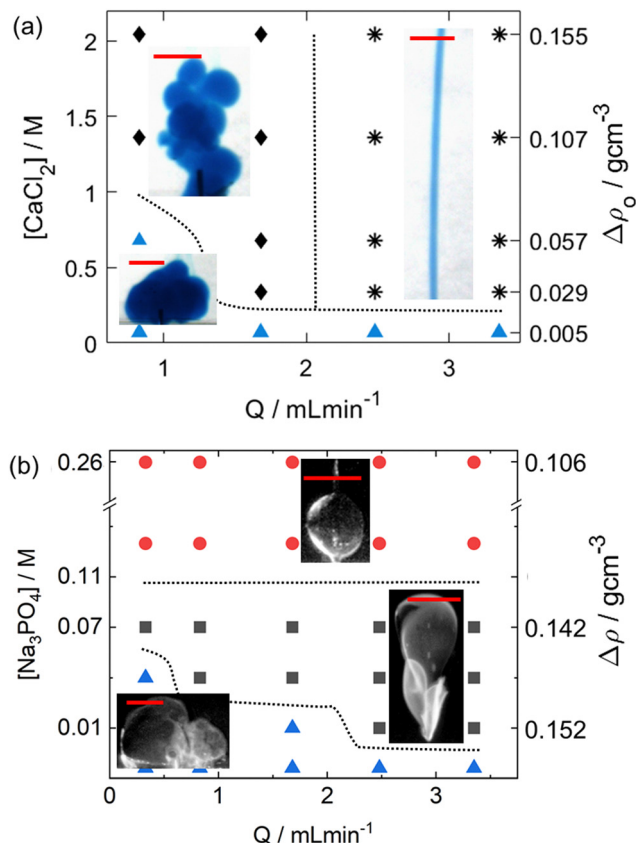 (a)
2
1.5
1
0.5
0
[CaCl₂] / M
0.155
0.107
0.057
0.029
0.005
Δρₒ / gcm⁻³
1 2 3
Q / mLmin⁻¹
(b)
0.26
0.11
0.07
0.01
[Na₃PO₄] / M
0.106
0.142
0.152
Δρ / gcm⁻³
0 1 2 3
Q / mLmin⁻¹